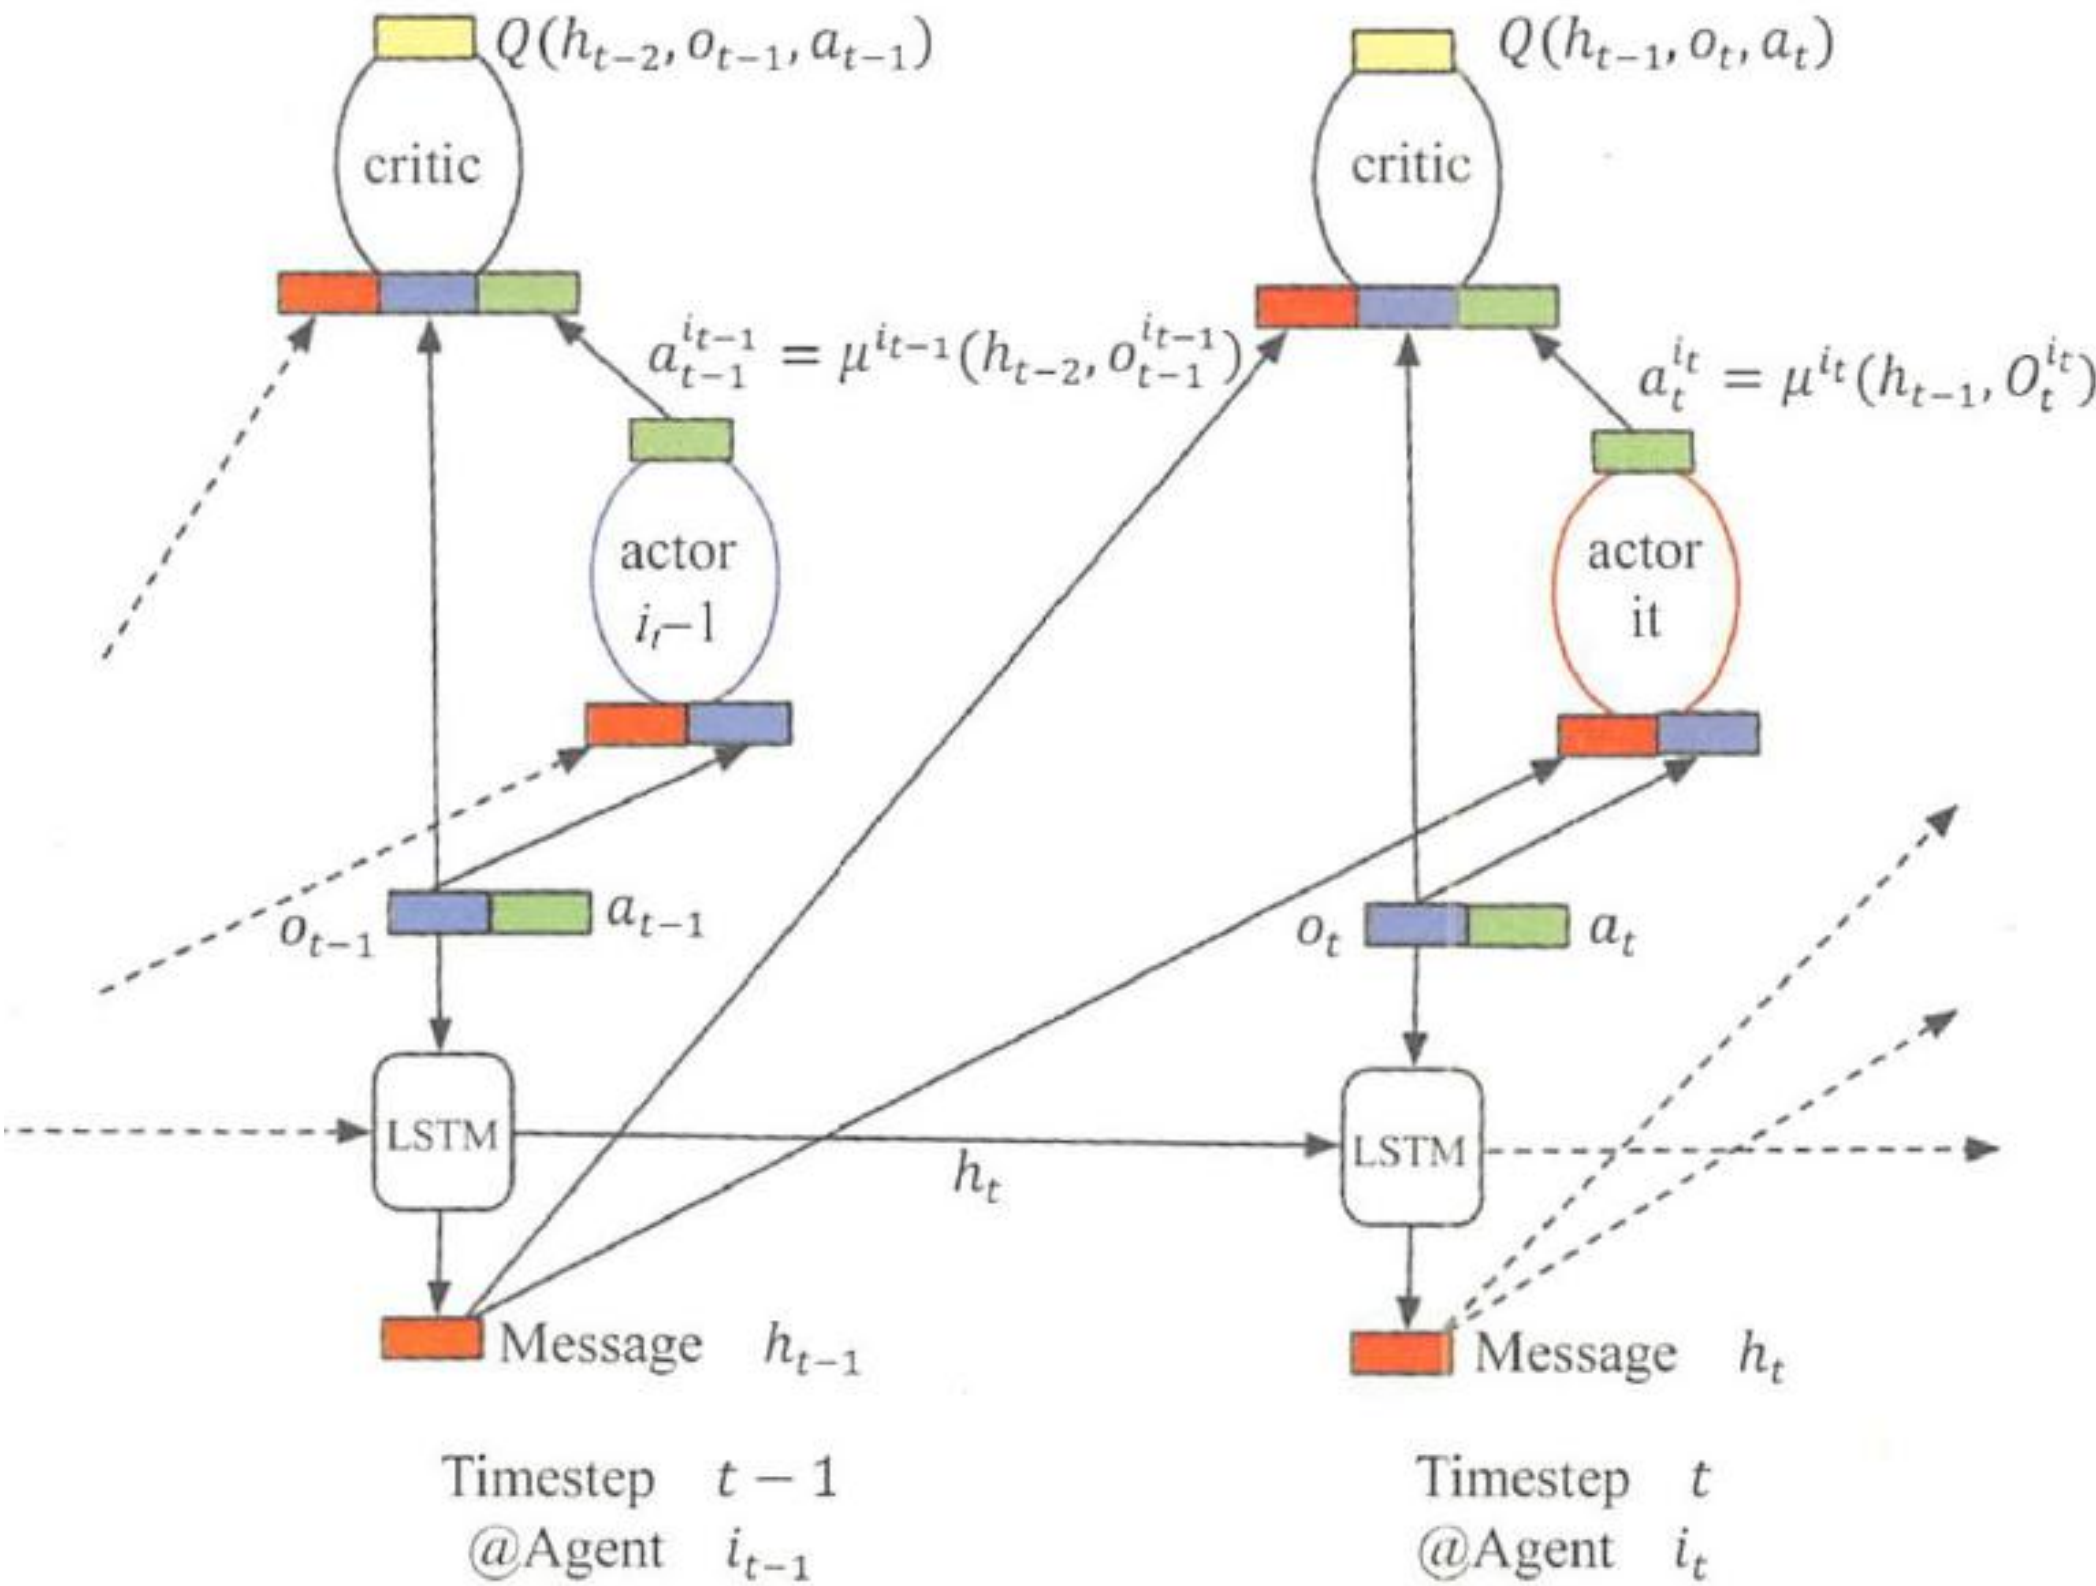 Q(h_{t−2}, o_{t−1}, a_{t−1})
Q(h_{t−1}, o_t, a_t)
critic
critic
a_{t−1}^{i_{t−1}} = μ^{i_{t−1}}(h_{t−2}, o_{t−1}^{i_{t−1}})
a_t^{i_t} = μ^{i_t}(h_{t−1}, O_t^{i_t})
actor
i_t−1
actor
it
o_{t−1}
a_{t−1}
o_t
a_t
LSTM
h_t
LSTM
Message h_{t−1}
Message h_t
Timestep t − 1
@Agent i_{t−1}
Timestep t
@Agent i_t